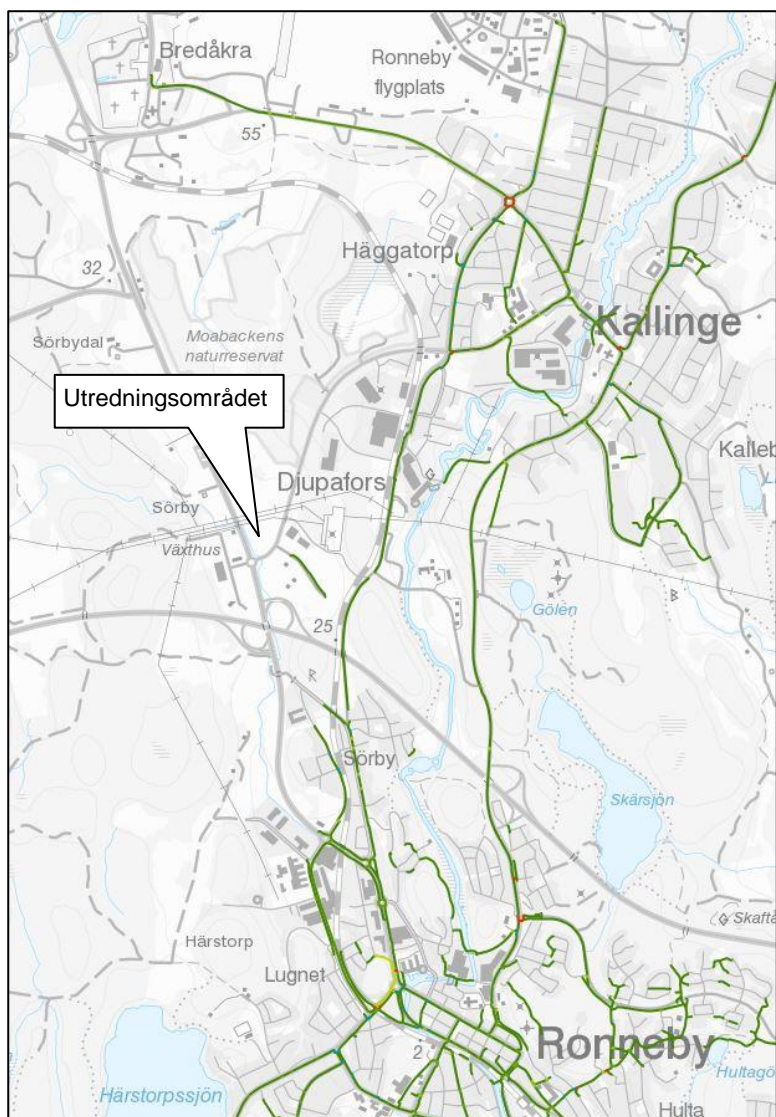 Bredåkra
Ronneby
flygplats
55
Häggatorp
32
Kallinge
Sörbydal
Moabackens
naturreservat
Utredningsområdet
Kalleb
Djupafors
G
Sörby
Växthus
B
Gölen
25
R
Sörby
Skärsjön
G Skaftå
Härstorp
Lugnet
2
Ronneby
Härstorpssjön
Hultagö
Hulta